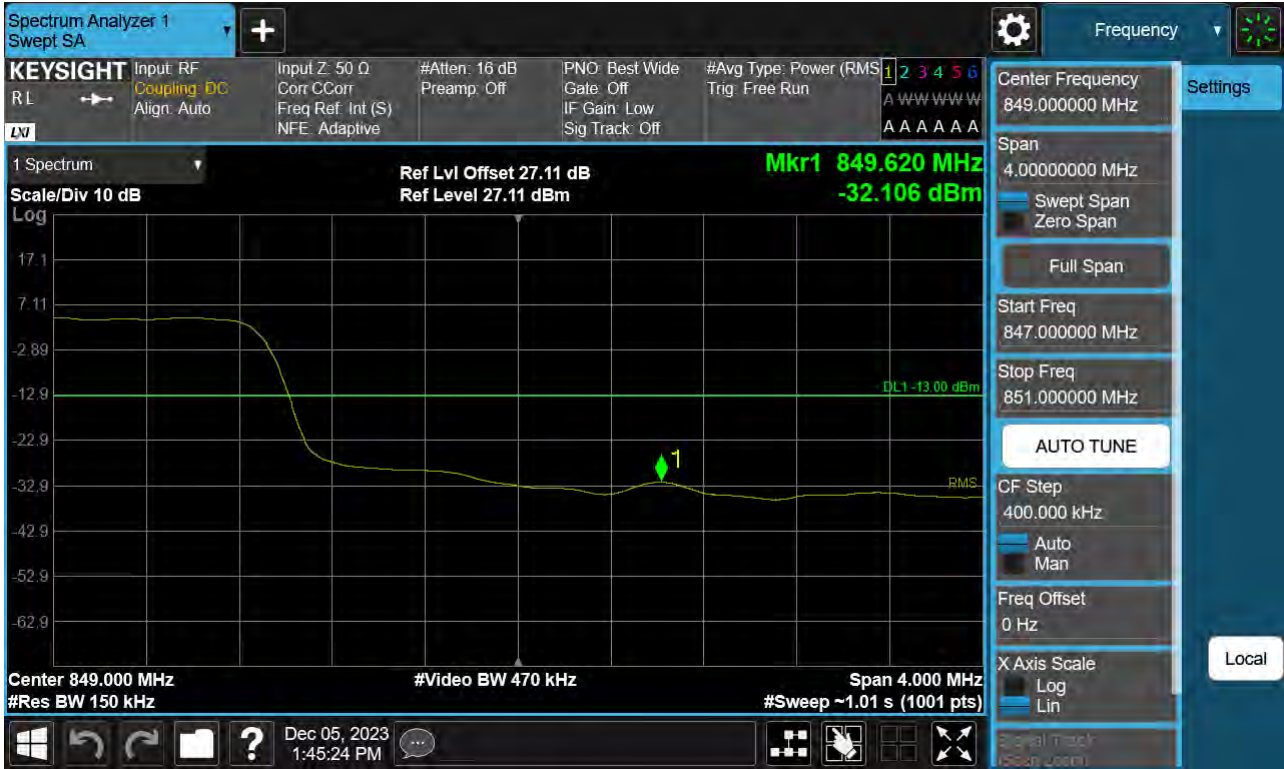 Spectrum Analyzer 1
Swept SA
+
Frequency
KEYSIGHT
RL
LXI
Input: RF
Coupling: DC
Align: Auto
Input Z: 50 Ω
Corr CCorr
Freq Ref: Int (S)
NFE: Adaptive
#Atten: 16 dB
Preamp: Off
PNO: Best Wide
Gate: Off
IF Gain: Low
Sig Track: Off
#Avg Type: Power (RMS
Trig: Free Run
1 2 3 4 5 6
A W W W W W
A A A A A A
1 Spectrum
Scale/Div 10 dB
Log
Ref Lvl Offset 27.11 dB
Ref Level 27.11 dBm
Mkr1 849.620 MHz
-32.106 dBm
17.1
7.11
-2.89
-12.9
-22.9
-32.9
-42.9
-52.9
-62.9
DL1 -13.00 dBm
1
RMS
Center 849.000 MHz
#Res BW 150 kHz
#Video BW 470 kHz
Span 4.000 MHz
#Sweep ~1.01 s (1001 pts)
Center Frequency
849.000000 MHz
Settings
Span
4.00000000 MHz
Swept Span
Zero Span
Full Span
Start Freq
847.000000 MHz
Stop Freq
851.000000 MHz
AUTO TUNE
CF Step
400.000 kHz
Auto
Man
Freq Offset
0 Hz
X Axis Scale
Log
Lin
Signal Track
(Span Zoom)
Local
?
Dec 05, 2023
1:45:24 PM